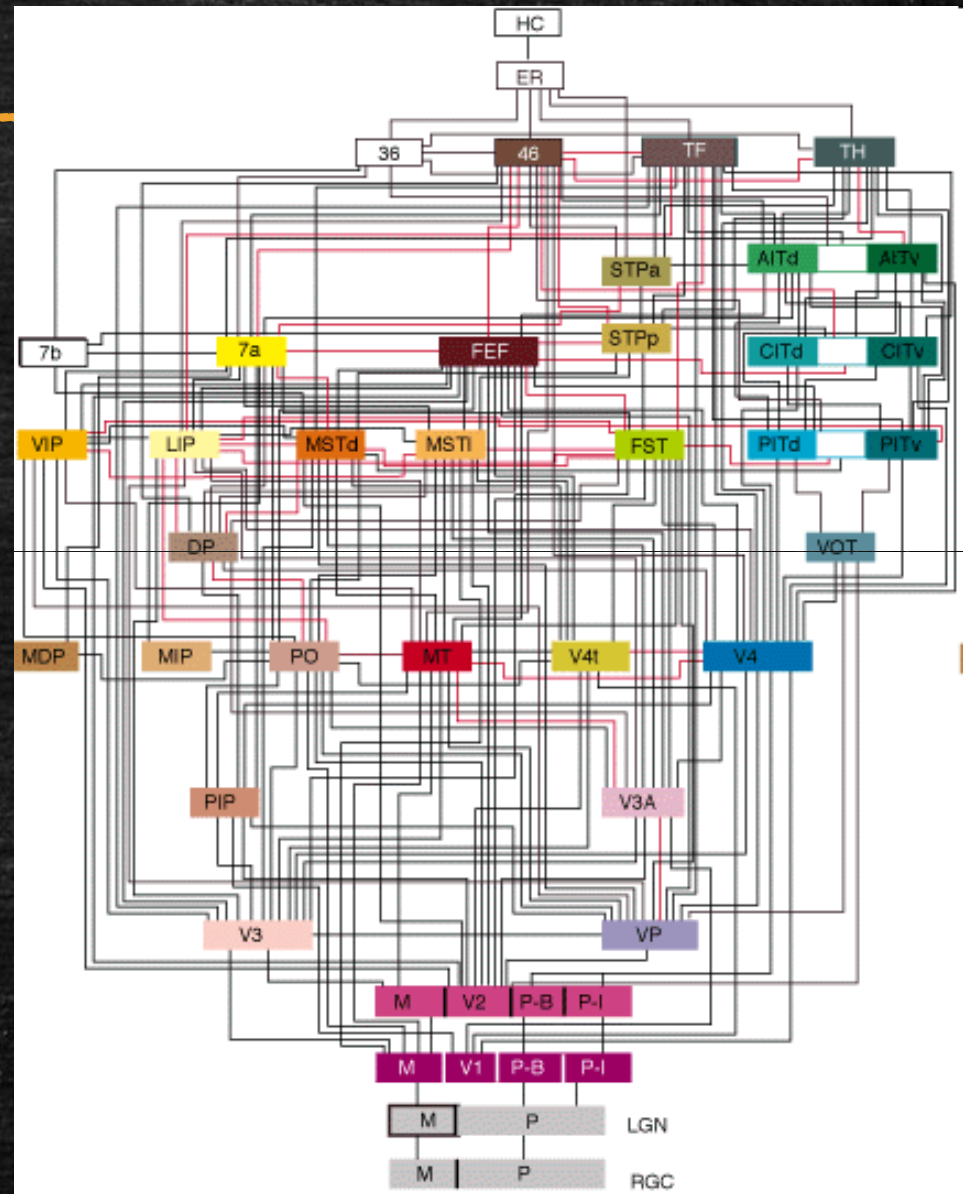 HC
ER
36 46 TF TH
STPa AITd AITv
7b 7a FEF STPp CITd CITv
VIP LIP MSTd MSTl FST PITd PITv
DP VOT
MDP MIP PO MT V4t V4
PIP V3A
V3 VP
M V2 P-B P-I
M V1 P-B P-I
M P LGN
M P RGC